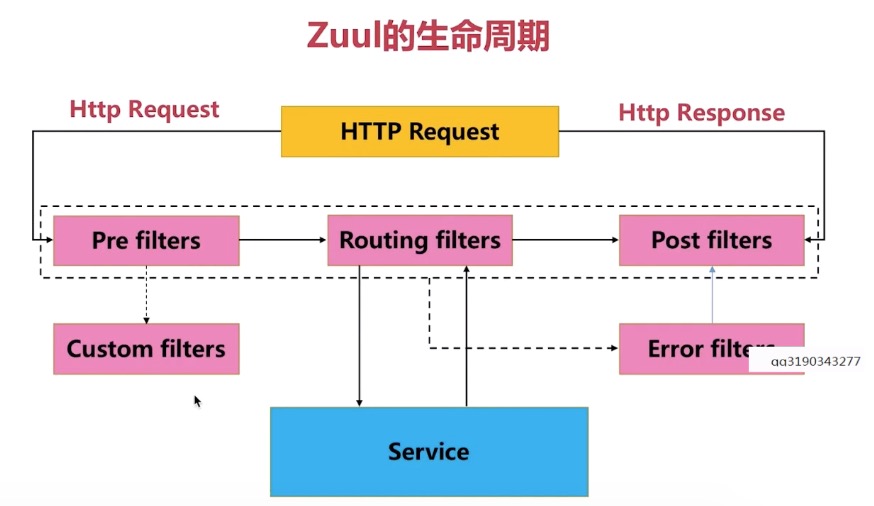 Zuul的生命周期
Http Request
HTTP Request
Http Response
Pre filters
Routing filters
Post filters
Custom filters
Error filters
qq3190343277
Service